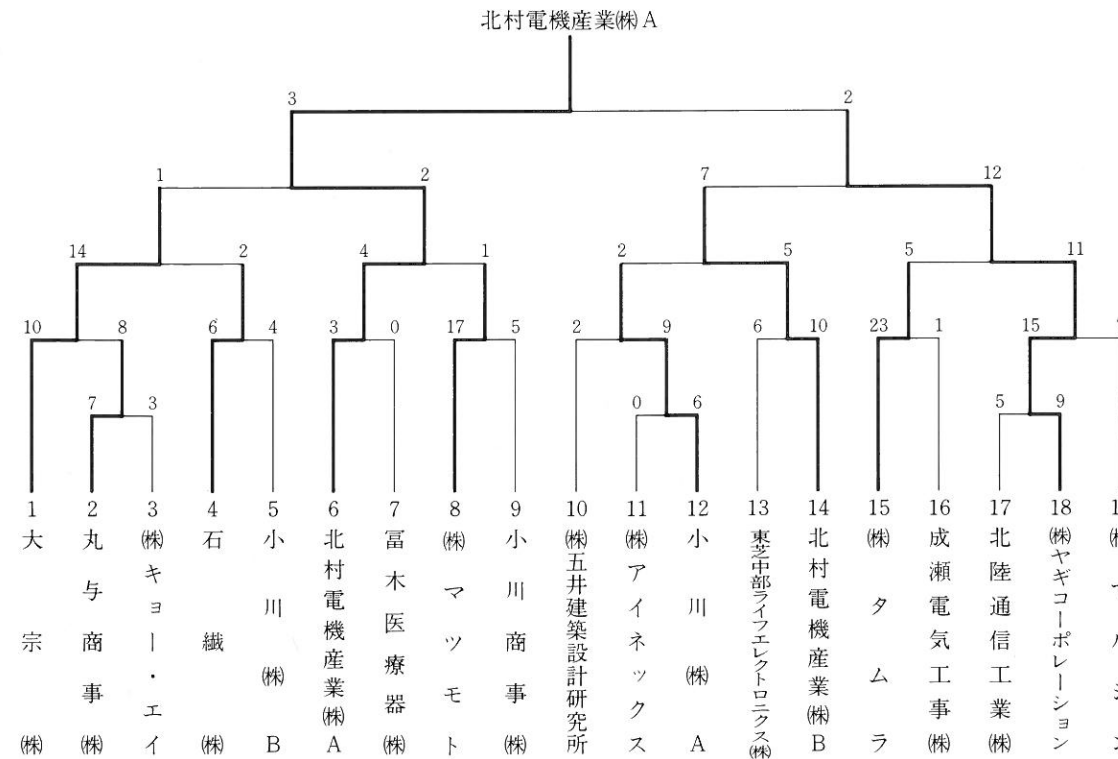 北村電機産業㈱A
3 2
1 2 7 12
14 2 4 1 2 5 5 11
10 8 6 4 3 0 17 5 2 9 6 10 23 1 15
7 3 0 6 5 9
1 2 3 4 5 6 7 8 9 10 11 12 13 14 15 16 17 18
大宗㈱
丸与商事㈱
㈱キョー・エイ
石繊㈱
小川㈱B
北村電機産業㈱A
冨木医療器㈱
㈱マツモト
小川商事㈱
㈱五井建築設計研究所
㈱アイネックス
小川㈱A
東芝中部ライフエレクトロニクス㈱
北村電機産業㈱B
㈱タムラ
成瀬電気工事㈱
北陸通信工業㈱
㈱ヤギコーポレーション